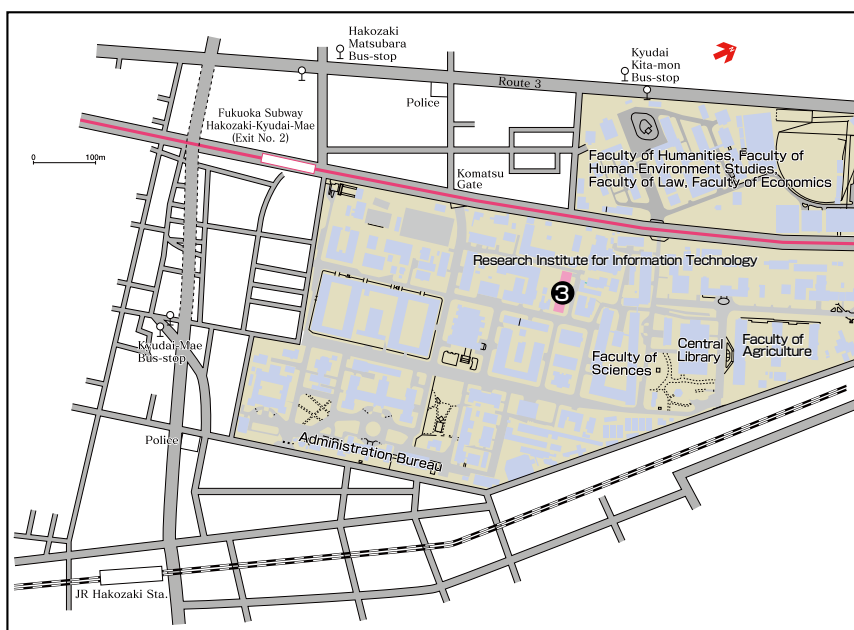 Hakozaki
Matsubara
Bus-stop
N
Kyudai
Kita-mon
Bus-stop
Route 3
Police
Fukuoka Subway
Hakozaki-Kyudai-Mae
(Exit No. 2)
0
100m
Komatsu
Gate
Faculty of Humanities, Faculty of
Human-Environment Studies,
Faculty of Law, Faculty of Economics
Research Institute for Information Technology
3
Kyudai-Mae
Bus-stop
Faculty of
Sciences
Central
Library
Faculty of
Agriculture
Police
Administration Bureau
JR Hakozaki Sta.